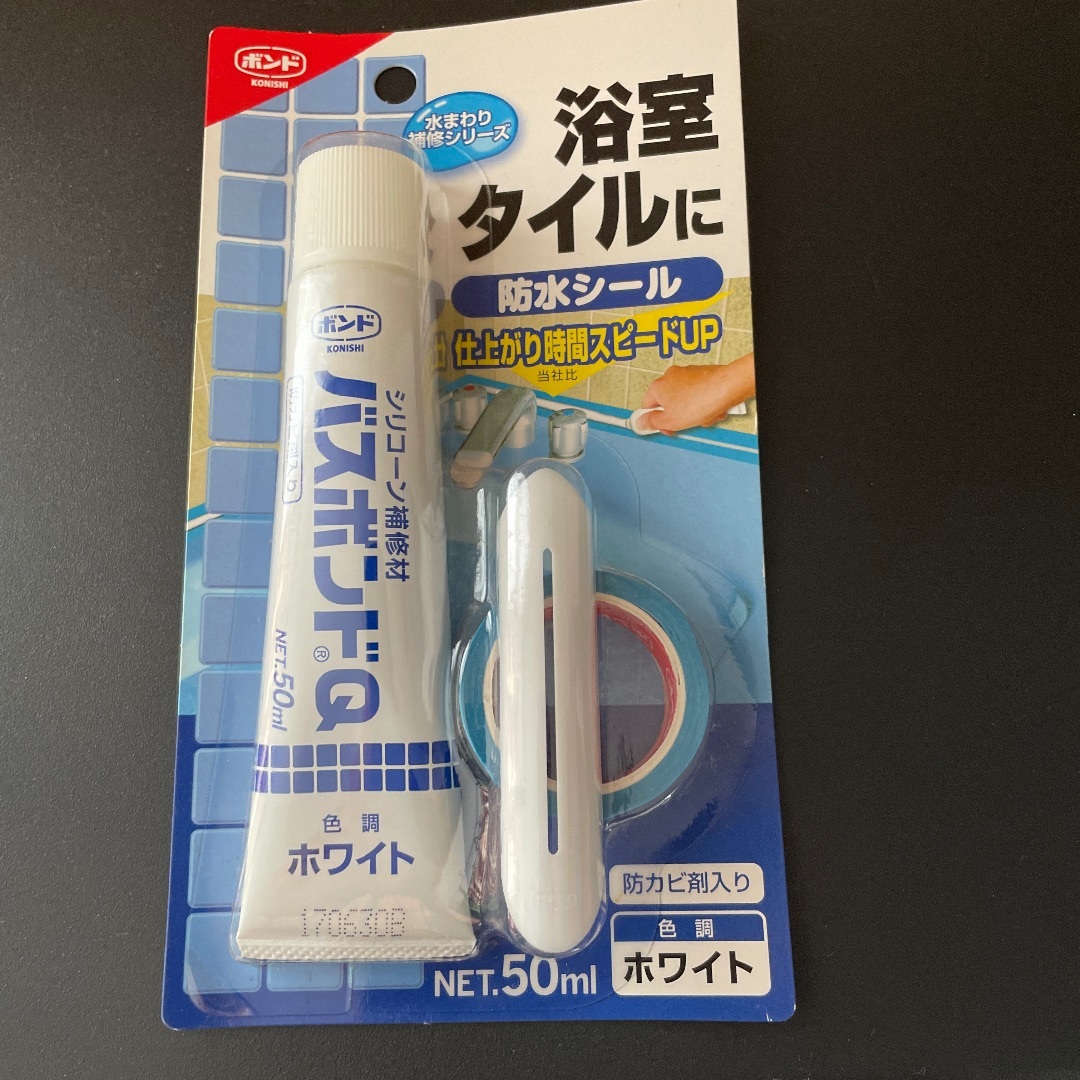 ボンド
KONISHI
水まわり
補修シリーズ
浴室
タイルに
防水シール
仕上がり時間スピードUP
当社比
ボンド
KONISHI
シリコーン補修材
バスボンド®Q
NET.50ml
色調
ホワイト
170630B
防カビ剤入り
色調
ホワイト
NET.50ml